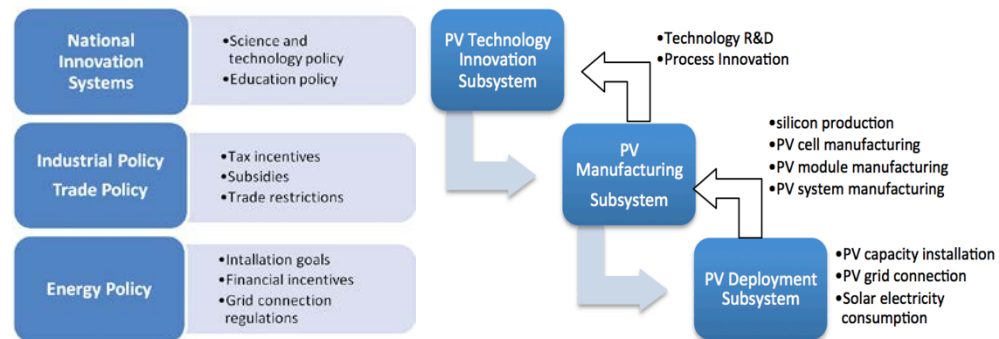 National
Innovation
Systems
•Science and
technology policy
•Education policy
Industrial Policy
Trade Policy
•Tax incentives
•Subsidies
•Trade restrictions
Energy Policy
•Intallation goals
•Financial incentives
•Grid connection
regulations
PV Technology
Innovation
Subsystem
•Technology R&D
•Process Innovation
PV
Manufacturing
Subsystem
•silicon production
•PV cell manufacturing
•PV module manufacturing
•PV system manufacturing
PV Deployment
Subsystem
•PV capacity installation
•PV grid connection
•Solar electricity
consumption